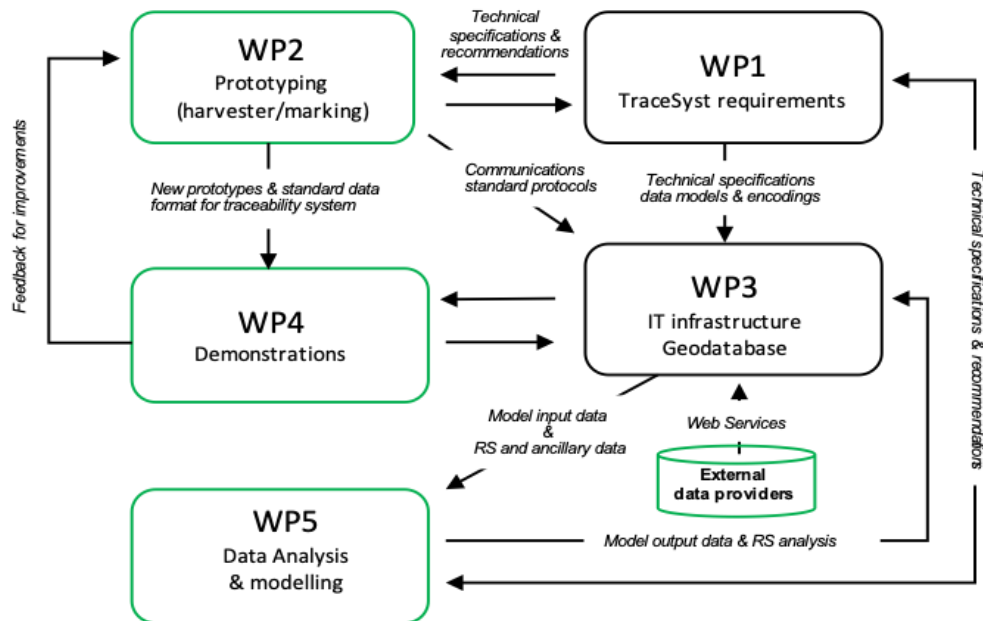 WP2
Prototyping
(harvester/marking)
Technical
specifications &
recommendations
WP1
TraceSyst requirements
Feedback for improvements
New prototypes & standard data
format for traceability system
Communications
standard protocols
Technical specifications
data models & encodings
Technical specifications & recommendations
WP4
Demonstrations
WP3
IT infrastructure
Geodatabase
Model input data
&
RS and ancillary data
Web Services
External
data providers
WP5
Data Analysis
& modelling
Model output data & RS analysis